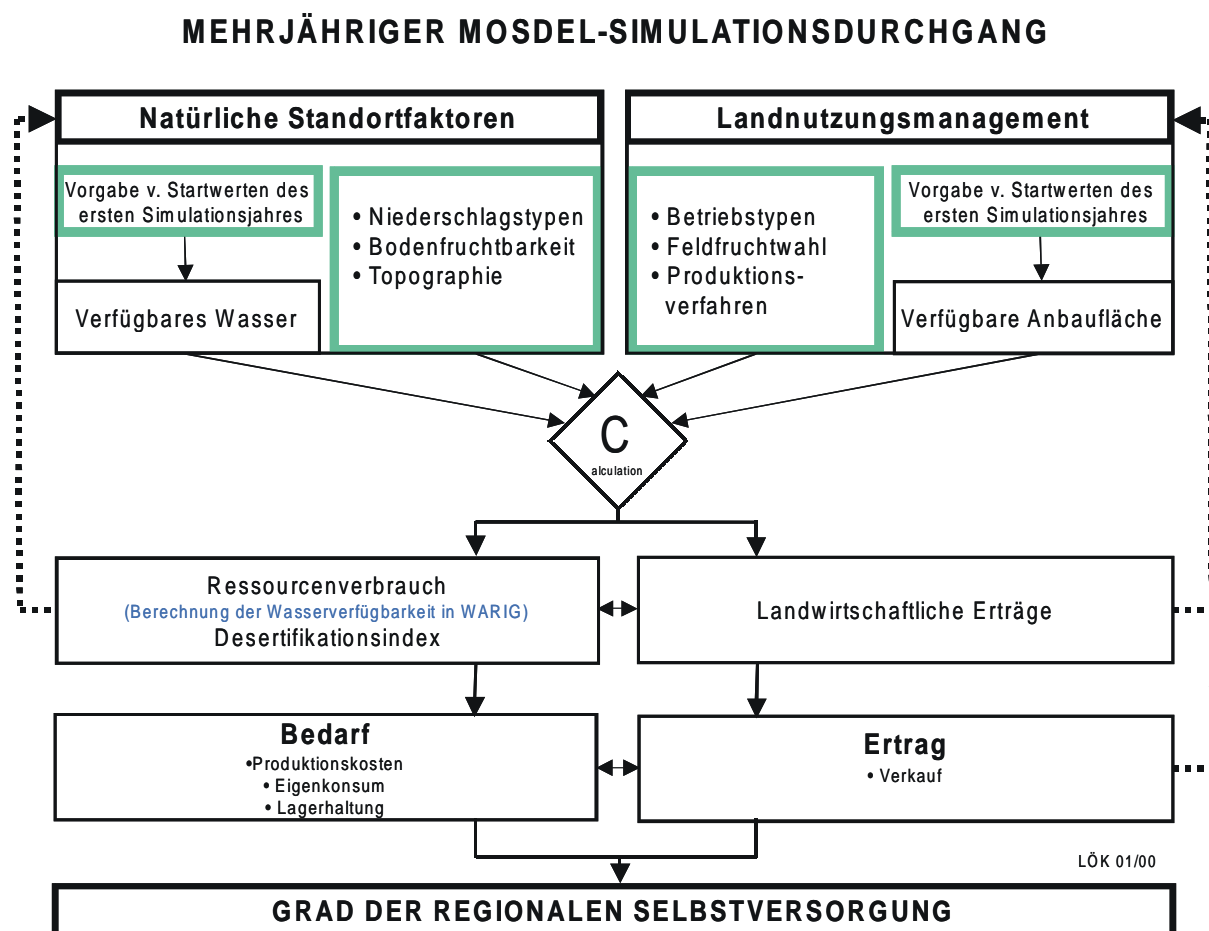 MEHRJÄHRIGER MOSDEL-SIMULATIONSDURCHGANG
Natürliche Standortfaktoren
Vorgabe v. Startwerten des
ersten Simulationsjahres
Verfügbares Wasser
• Niederschlagstypen
• Bodenfruchtbarkeit
• Topographie
Landnutzungsmanagement
• Betriebstypen
• Feldfruchtwahl
• Produktions-
verfahren
Vorgabe v. Startwerten des
ersten Simulationsjahres
Verfügbare Anbaufläche
C
alculation
Ressourcenverbrauch
(Berechnung der Wasserverfügbarkeit in WARIG)
Desertifikationsindex
Landwirtschaftliche Erträge
Bedarf
•Produktionskosten
• Eigenkonsum
• Lagerhaltung
Ertrag
• Verkauf
LÖK 01/00
GRAD DER REGIONALEN SELBSTVERSORGUNG